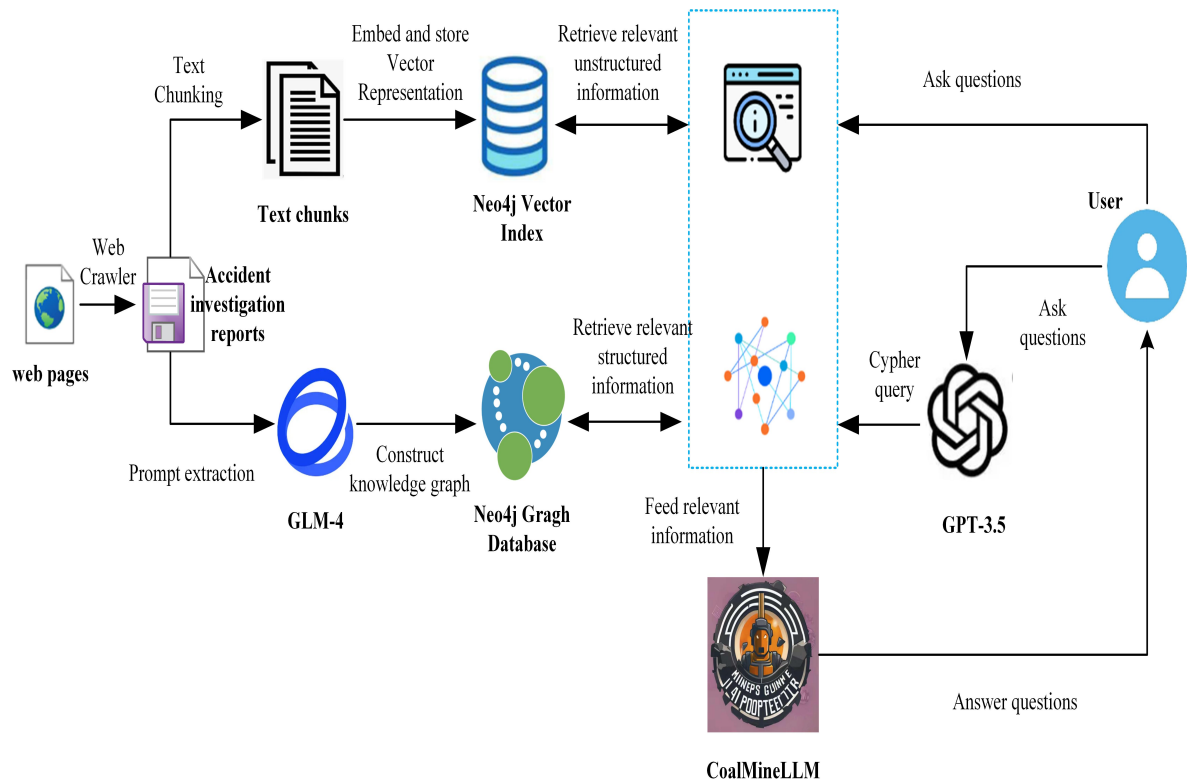 Text
Chunking
Embed and store
Vector
Representation
Retrieve relevant
unstructured
information
Ask questions
Text chunks
Neo4j Vector
Index
User
Web
Crawler
Accident
investigation
reports
web pages
Retrieve relevant
structured
information
Ask
questions
Cypher
query
Prompt extraction
Construct
knowledge graph
GLM-4
Neo4j Gragh
Database
Feed relevant
information
GPT-3.5
Answer questions
CoalMineLLM